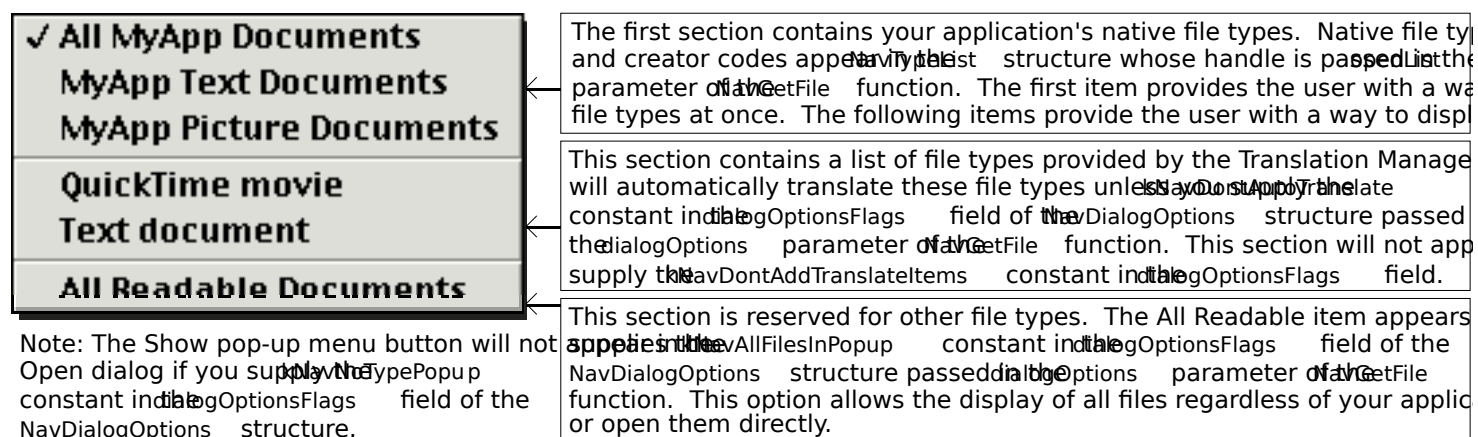 ✓ All MyApp Documents
MyApp Text Documents
MyApp Picture Documents
QuickTime movie
Text document
All Readable Documents
The first section contains your application's native file types. Native file
and creator codes appear in the NavTypeList structure whose handle is passed in the openList
parameter of the NavGetFile function. The first item provides the user with a
file types at once. The following items provide the user with a way to
This section contains a list of file types provided by the Translation
will automatically translate these file types unless you supply the kNavDontAutoTranslate
constant in the dialogOptionsFlags field of the NavDialogOptions structure passed
the dialogOptions parameter of the NavGetFile function. This section will not
supply the kNavDontAddTranslateItems constant in the dialogOptionsFlags field.
This section is reserved for other file types. The All Readable item appears
supplies the kNavAllFilesInPopup constant in the dialogOptionsFlags field of the
NavDialogOptions structure passed in the dialogOptions parameter of the NavGetFile
function. This option allows the display of all files regardless of your
or open them directly.
Note: The Show pop-up menu button will not appear in the
Open dialog if you supply the kNavNoTypePopup
constant in the dialogOptionsFlags field of the
NavDialogOptions structure.